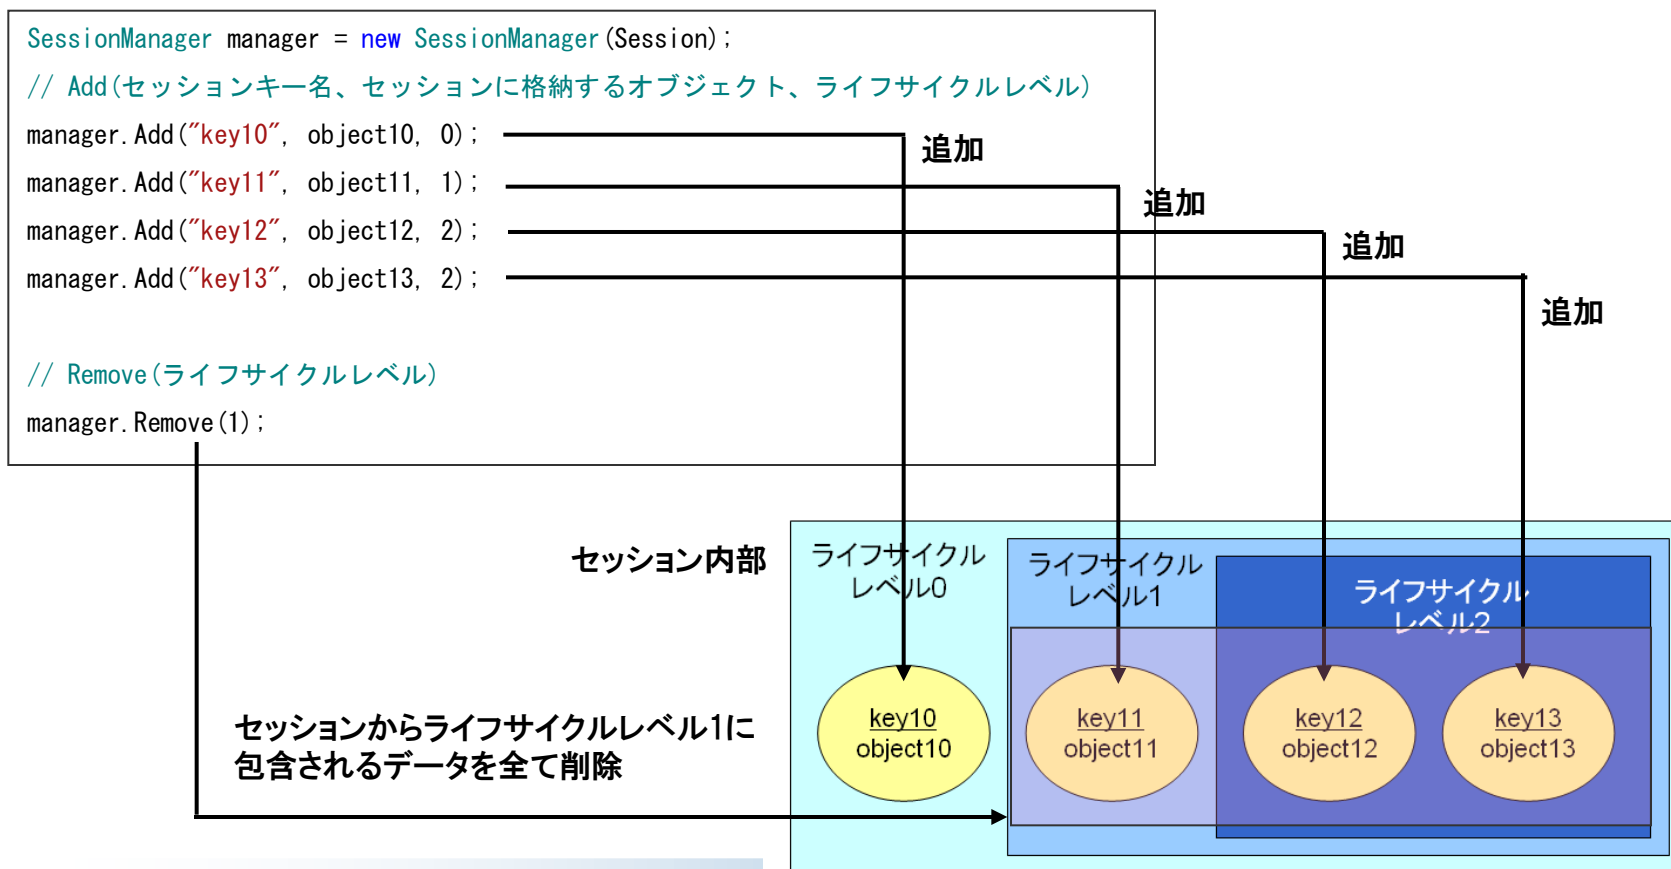 SessionManager manager = new SessionManager(Session);
// Add(セッションキー名、セッションに格納するオブジェクト、ライフサイクルレベル)
manager.Add("key10", object10, 0);
追加
manager.Add("key11", object11, 1);
追加
manager.Add("key12", object12, 2);
追加
manager.Add("key13", object13, 2);
追加
// Remove(ライフサイクルレベル)
manager.Remove(1);
セッション内部
ライフサイクル
レベル0
ライフサイクル
レベル1
ライフサイクル
レベル2
key10
object10
key11
object11
key12
object12
key13
object13
セッションからライフサイクルレベル1に
包含されるデータを全て削除